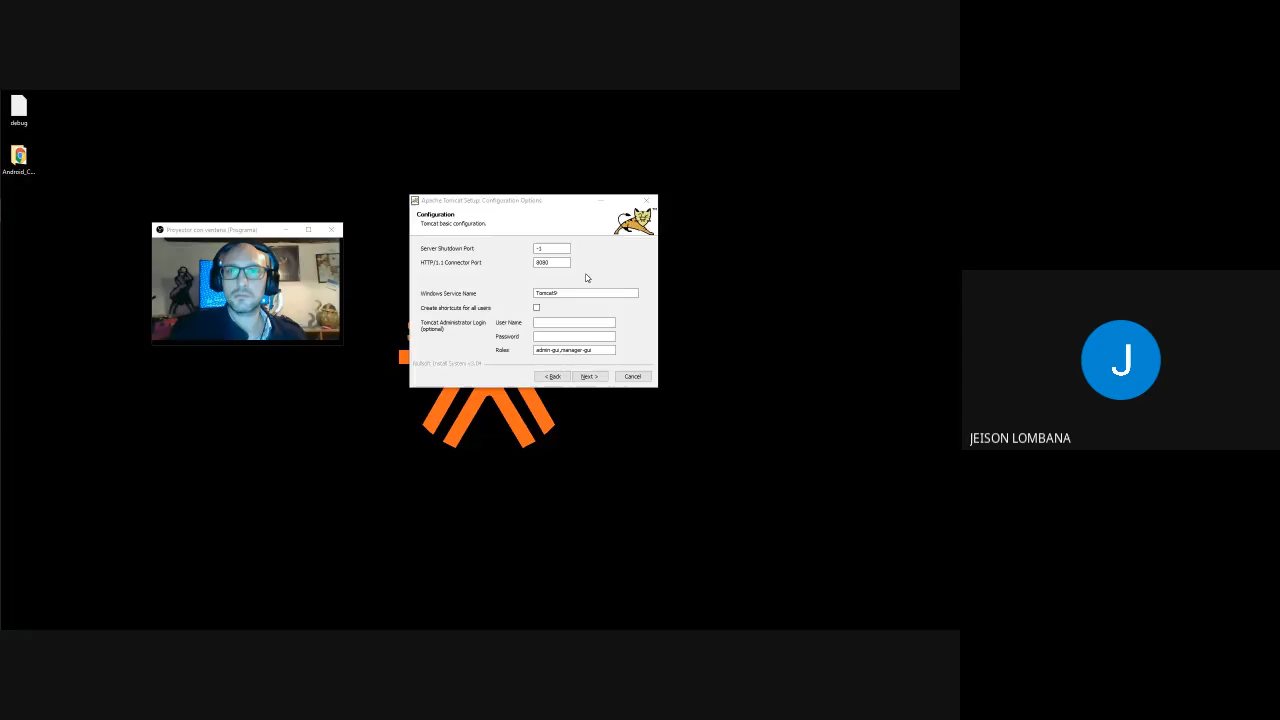 debug
Android_C...
Proyector con ventana (Programa)
Apache Tomcat Setup: Configuration Options
Configuration
Tomcat basic configuration.
Server Shutdown Port
-1
HTTP/1.1 Connector Port
8080
Windows Service Name
Tomcat9
Create shortcuts for all users
Tomcat Administrator Login
(optional)
User Name
Password
Roles
admin-gui,manager-gui
Nullsoft Install System v3.04
< Back
Next >
Cancel
J
JEISON LOMBANA